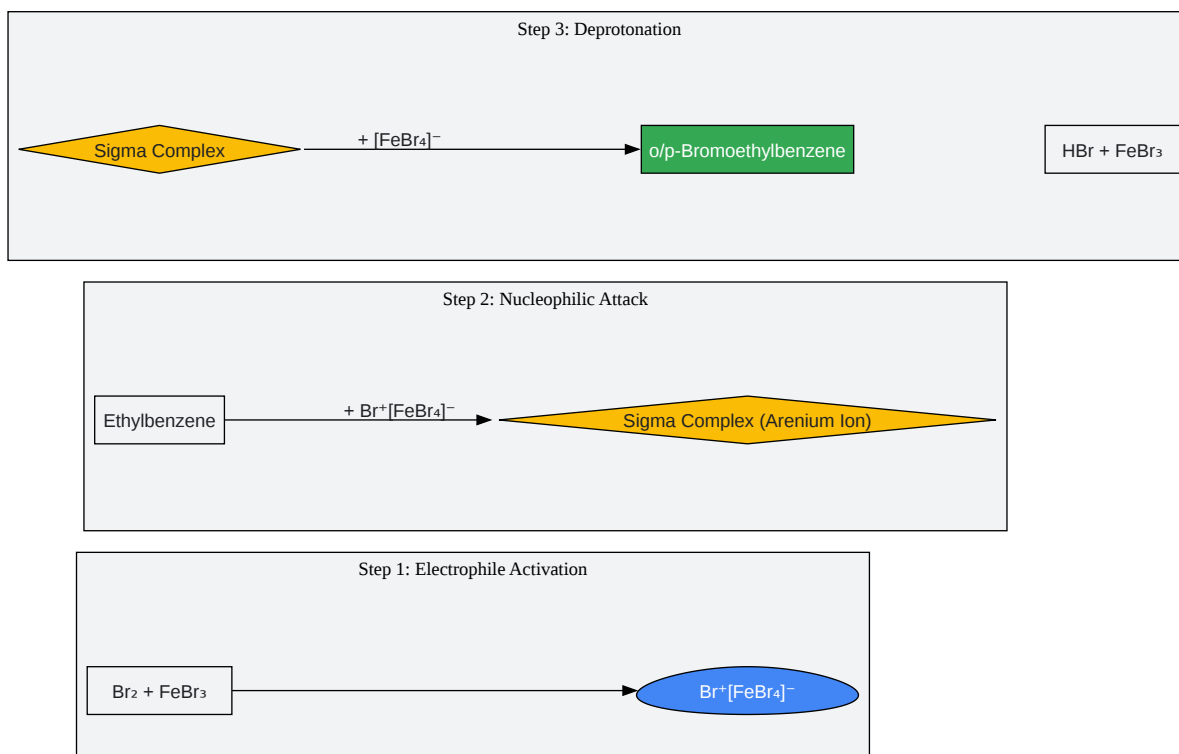 Step 3: Deprotonation
Sigma Complex
+ [FeBr₄]⁻
o/p-Bromoethylbenzene
HBr + FeBr₃
Step 2: Nucleophilic Attack
Ethylbenzene
+ Br⁺[FeBr₄]⁻
Sigma Complex (Arenium Ion)
Step 1: Electrophile Activation
Br₂ + FeBr₃
Br⁺[FeBr₄]⁻